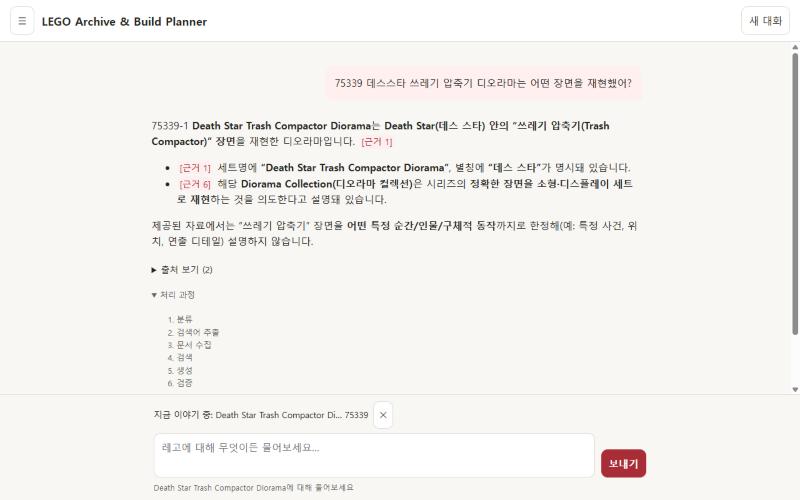 ☰ LEGO Archive & Build Planner 새 대화
75339 데스스타 쓰레기 압축기 디오라마는 어떤 장면을 재현했어?
75339-1 Death Star Trash Compactor Diorama는 Death Star(데스 스타) 안의 “쓰레기 압축기(Trash
Compactor)” 장면을 재현한 디오라마입니다. [근거 1]
• [근거 1] 세트명에 “Death Star Trash Compactor Diorama”, 별칭에 “데스 스타”가 명시돼 있습니다.
• [근거 6] 해당 Diorama Collection(디오라마 컬렉션)은 시리즈의 정확한 장면을 소형·디스플레이 세트
로 재현하는 것을 의도한다고 설명돼 있습니다.
제공된 자료에서는 “쓰레기 압축기” 장면을 어떤 특정 순간/인물/구체적 동작까지로 한정해(예: 특정 사건, 위
치, 연출 디테일) 설명하지 않습니다.
▶ 출처 보기 (2)
▼ 처리 과정
1. 분류
2. 검색어 추출
3. 문서 수집
4. 검색
5. 생성
6. 검증
지금 이야기 중: Death Star Trash Compactor Di... 75339 ×
레고에 대해 무엇이든 물어보세요...
보내기
Death Star Trash Compactor Diorama에 대해 물어보세요